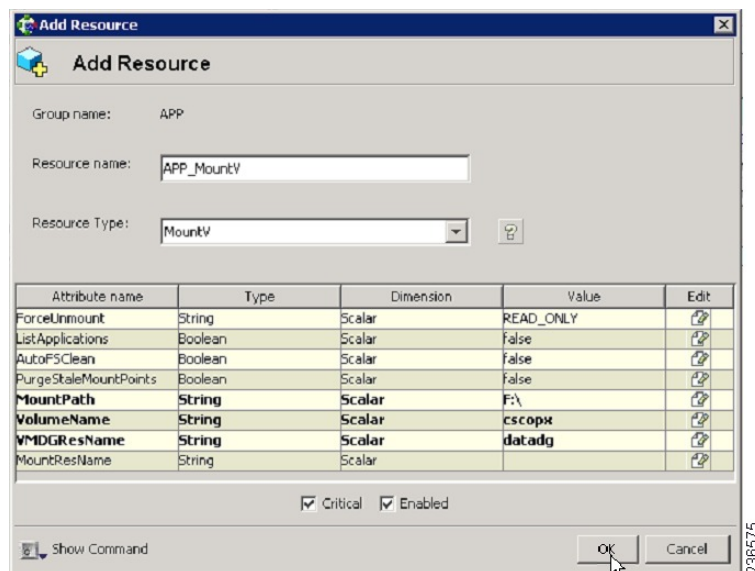 Add Resource
Add Resource
Group name: APP
Resource name: APP_MountV
Resource Type: MountV
Attribute name Type Dimension Value Edit
ForceUnmount String Scalar READ_ONLY
ListApplications Boolean Scalar false
AutoFSClean Boolean Scalar false
PurgeStaleMountPoints Boolean Scalar false
MountPath String Scalar F:\
VolumeName String Scalar cscopx
VMDGResName String Scalar datadg
MountResName String Scalar
Critical Enabled
Show Command OK Cancel
236575